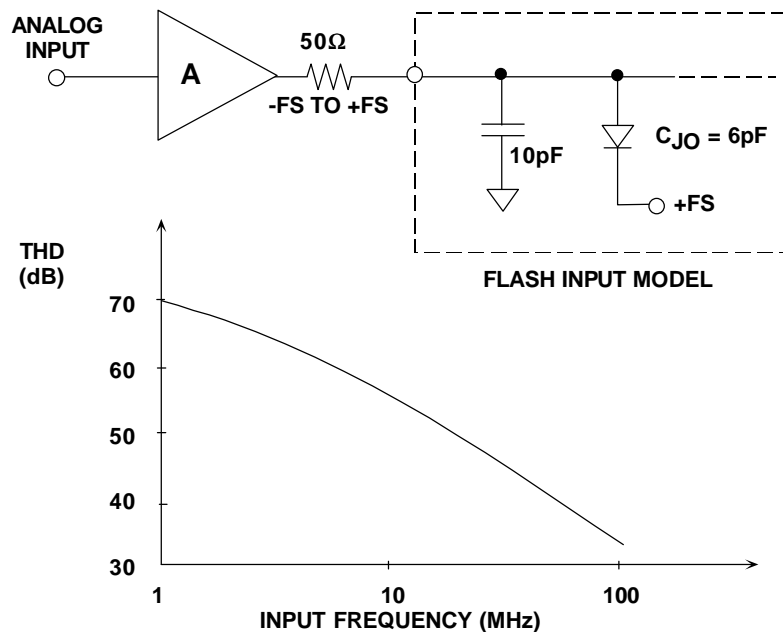 ANALOG
INPUT
A
50Ω
-FS TO +FS
10pF
C_JO = 6pF
+FS
FLASH INPUT MODEL
THD
(dB)
70
60
50
40
30
1
10
100
INPUT FREQUENCY (MHz)